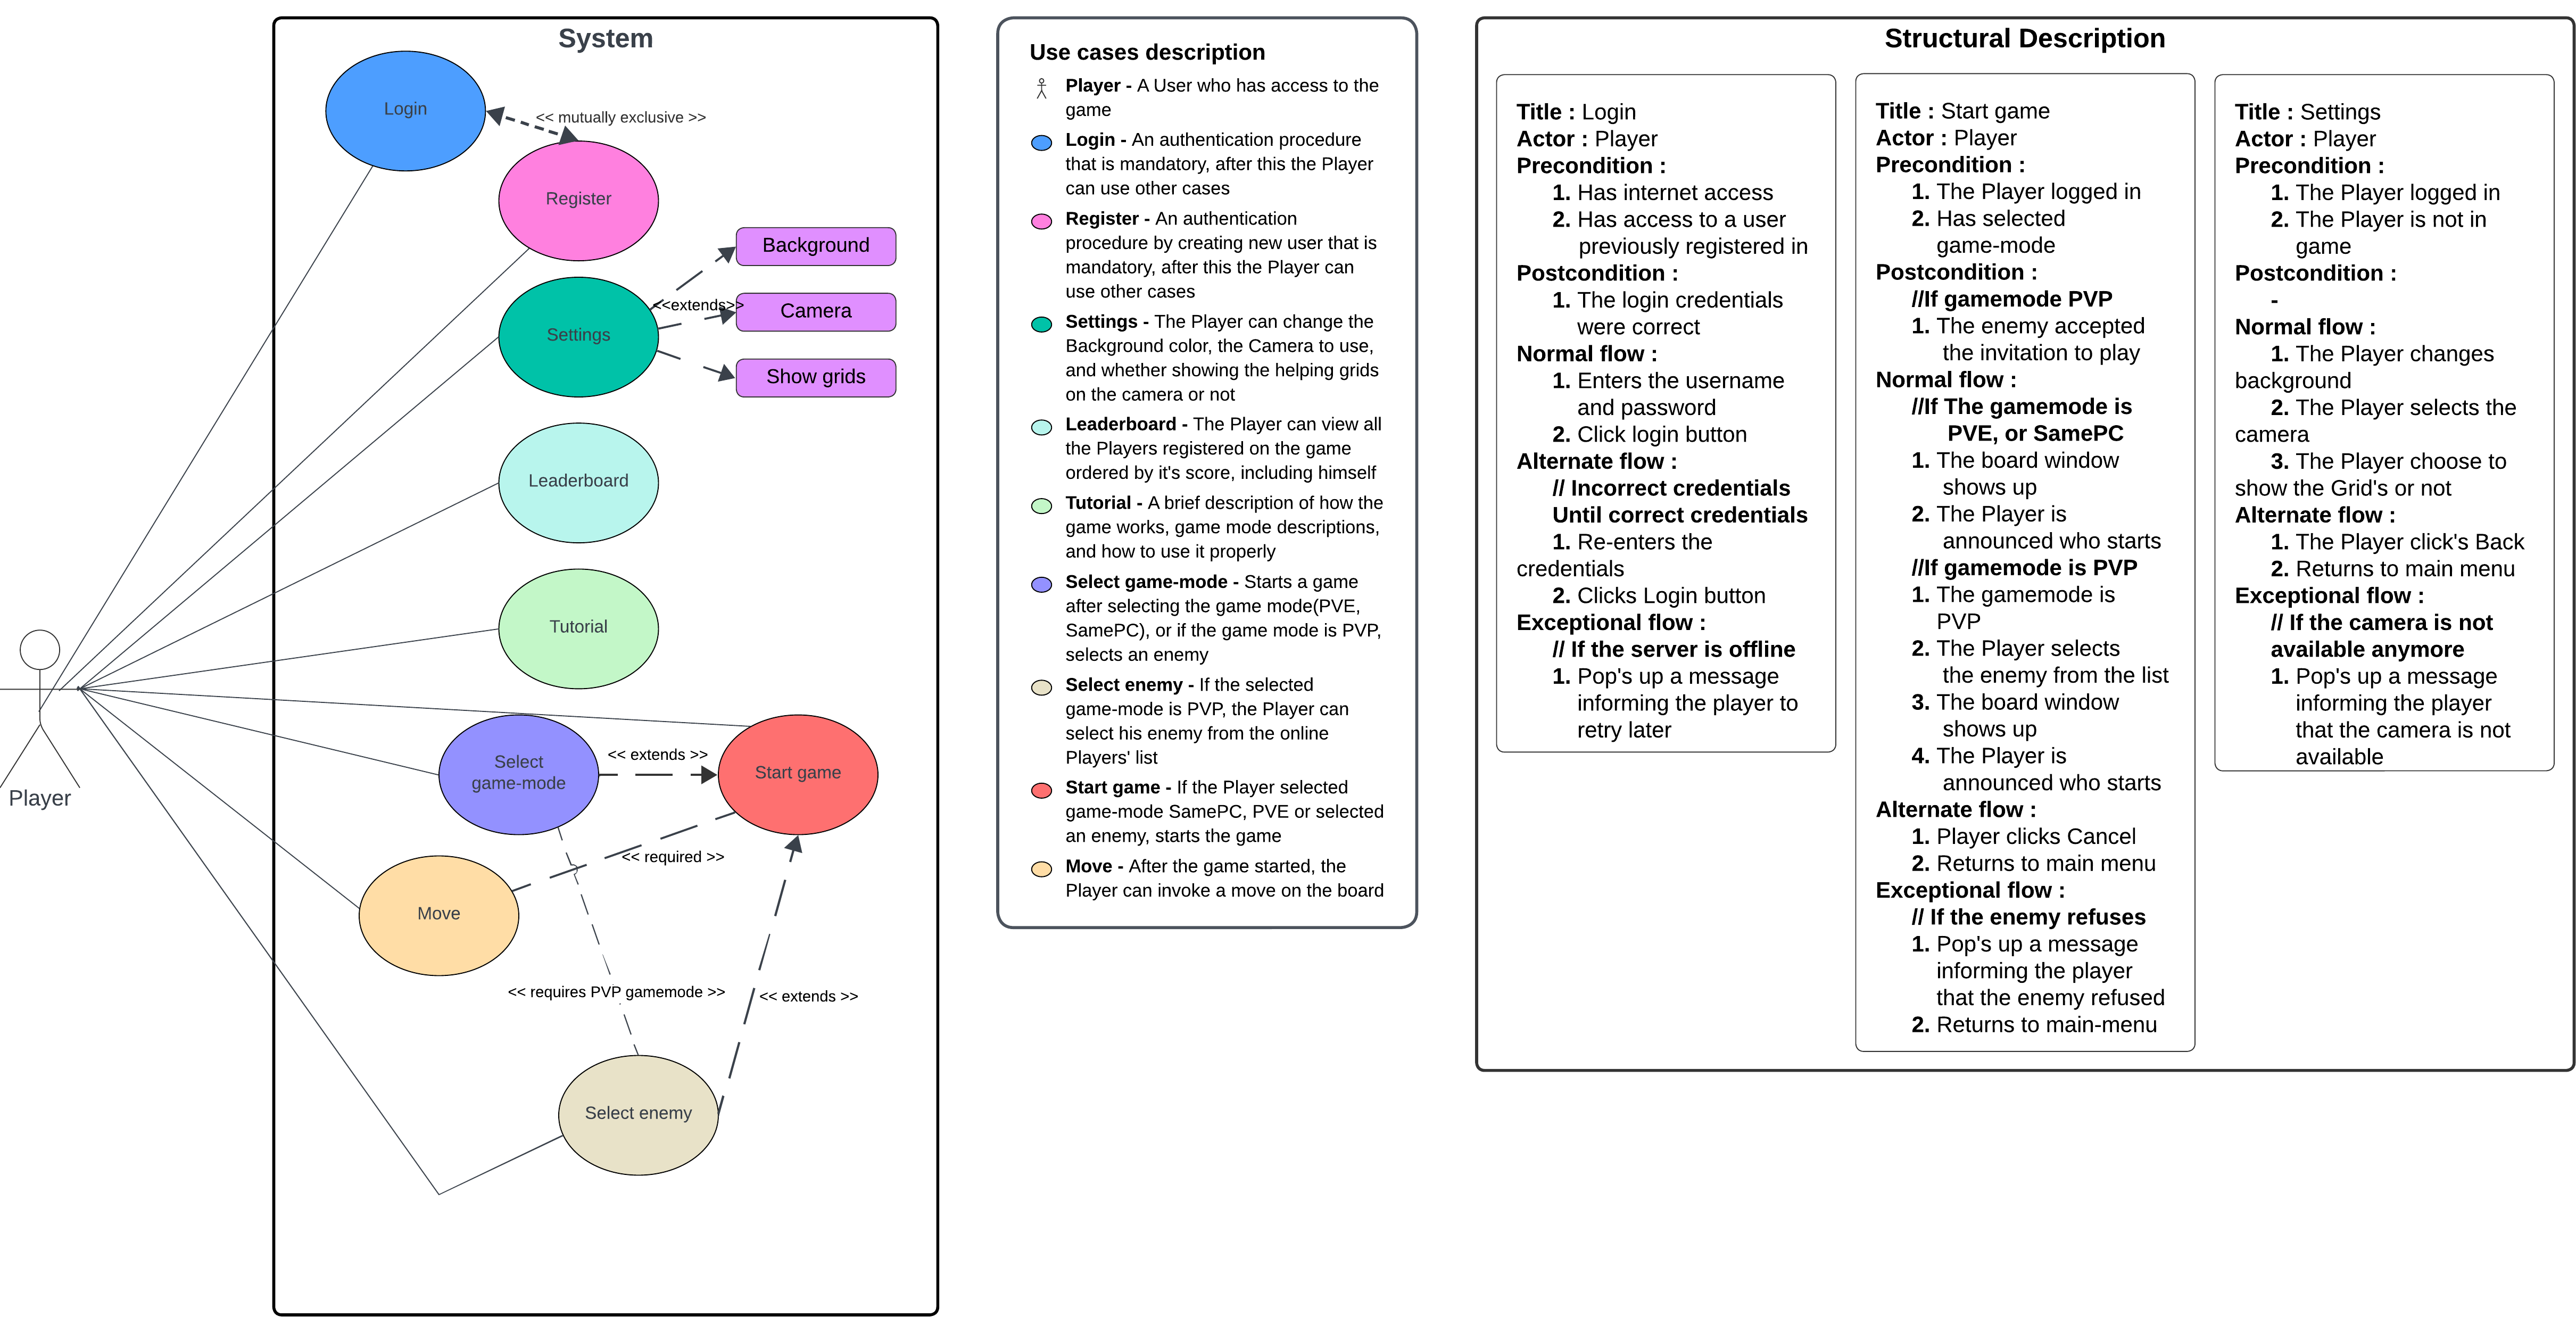 System
Login
<< mutually exclusive >>
Register
Background
<<extends>>
Camera
Settings
Show grids
Leaderboard
Tutorial
Player
Select
game-mode
<< extends >>
Start game
<< required >>
Move
<< requires PVP gamemode >>
<< extends >>
Select enemy
Use cases description
Player - A User who has access to the
game
Login - An authentication procedure
that is mandatory, after this the Player
can use other cases
Register - An authentication
procedure by creating new user that is
mandatory, after this the Player can
use other cases
Settings - The Player can change the
Background color, the Camera to use,
and whether showing the helping grids
on the camera or not
Leaderboard - The Player can view all
the Players registered on the game
ordered by it's score, including himself
Tutorial - A brief description of how the
game works, game mode descriptions,
and how to use it properly
Select game-mode - Starts a game
after selecting the game mode(PVE,
SamePC), or if the game mode is PVP,
selects an enemy
Select enemy - If the selected
game-mode is PVP, the Player can
select his enemy from the online
Players' list
Start game - If the Player selected
game-mode SamePC, PVE or selected
an enemy, starts the game
Move - After the game started, the
Player can invoke a move on the board
Structural Description
Title : Login
Actor : Player
Precondition :
1. Has internet access
2. Has access to a user
previously registered in
Postcondition :
1. The login credentials
were correct
Normal flow :
1. Enters the username
and password
2. Click login button
Alternate flow :
// Incorrect credentials
Until correct credentials
1. Re-enters the
credentials
2. Clicks Login button
Exceptional flow :
// If the server is offline
1. Pop's up a message
informing the player to
retry later
Title : Start game
Actor : Player
Precondition :
1. The Player logged in
2. Has selected
game-mode
Postcondition :
//If gamemode PVP
1. The enemy accepted
the invitation to play
Normal flow :
//If The gamemode is
PVE, or SamePC
1. The board window
shows up
2. The Player is
announced who starts
//If gamemode is PVP
1. The gamemode is
PVP
2. The Player selects
the enemy from the list
3. The board window
shows up
4. The Player is
announced who starts
Alternate flow :
1. Player clicks Cancel
2. Returns to main menu
Exceptional flow :
// If the enemy refuses
1. Pop's up a message
informing the player
that the enemy refused
2. Returns to main-menu
Title : Settings
Actor : Player
Precondition :
1. The Player logged in
2. The Player is not in
game
Postcondition :
-
Normal flow :
1. The Player changes
background
2. The Player selects the
camera
3. The Player choose to
show the Grid's or not
Alternate flow :
1. The Player click's Back
2. Returns to main menu
Exceptional flow :
// If the camera is not
available anymore
1. Pop's up a message
informing the player
that the camera is not
available